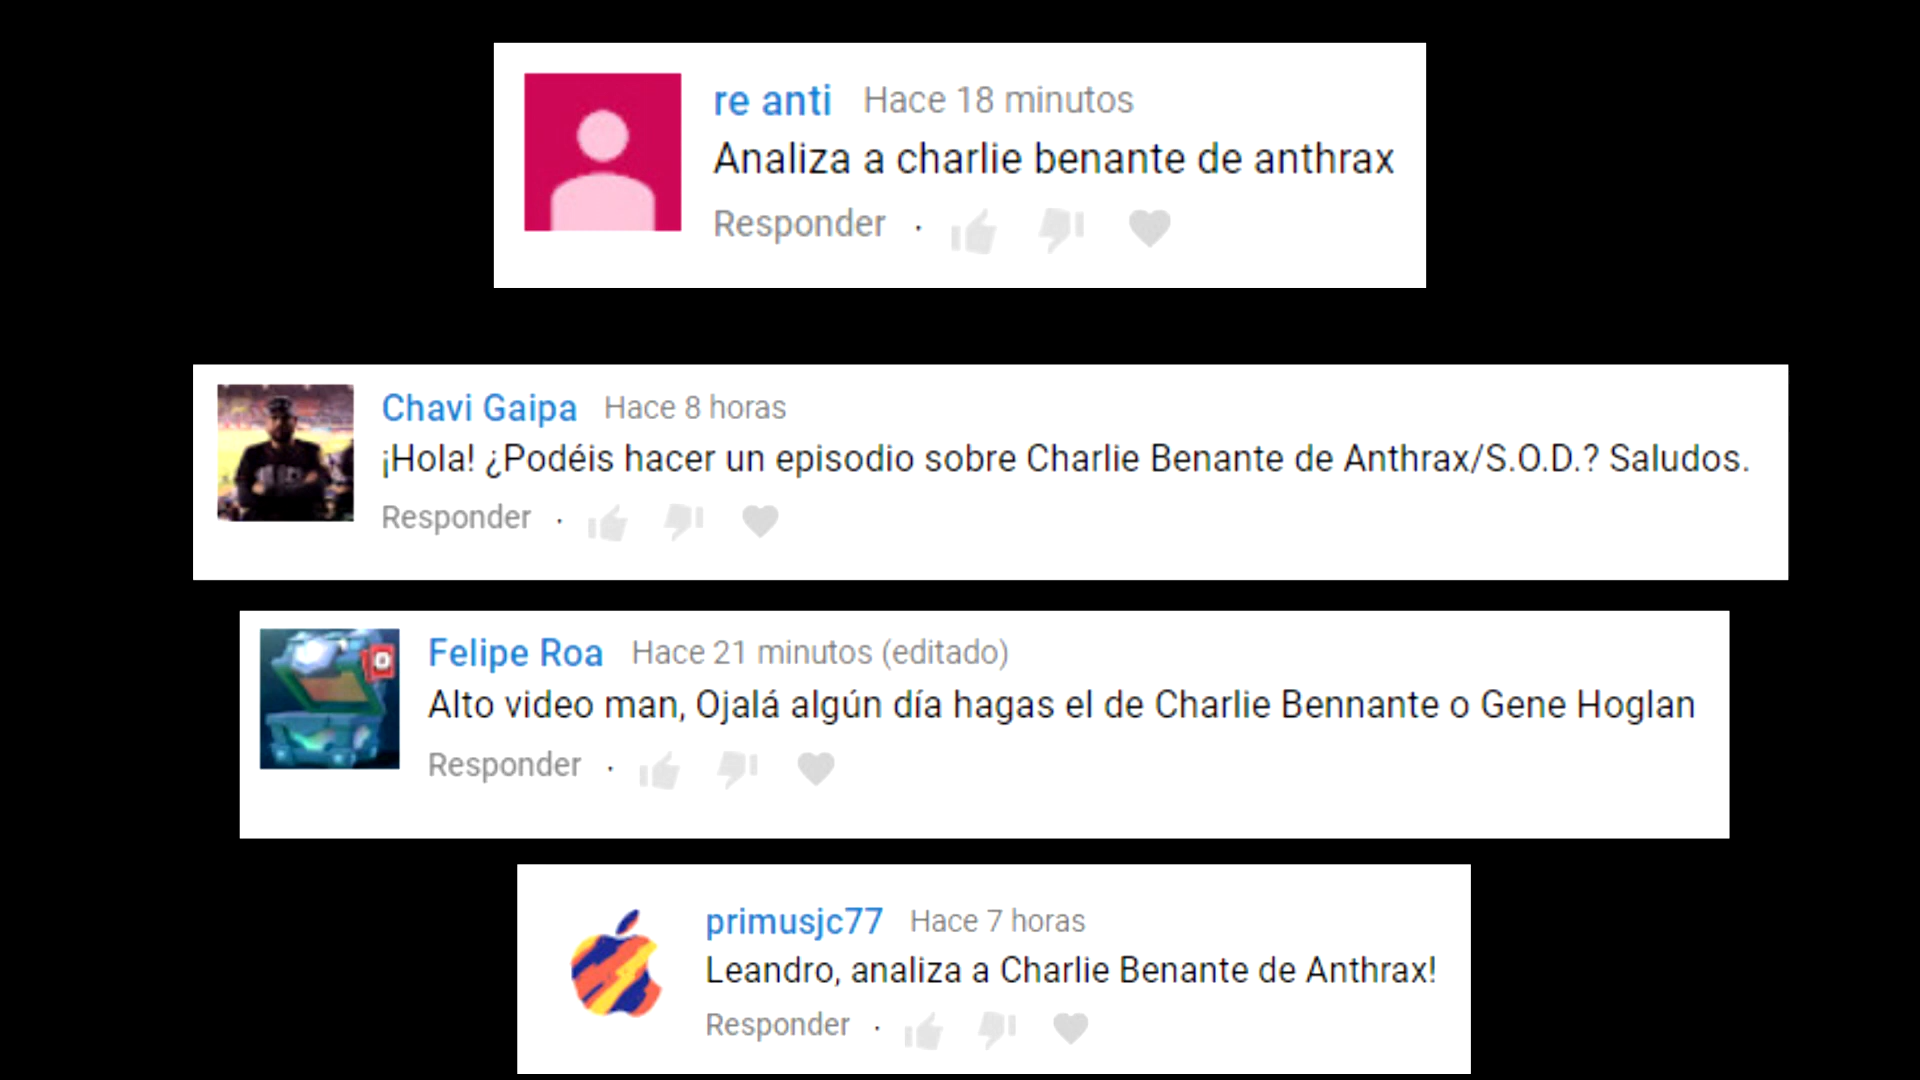 re anti Hace 18 minutos
Analiza a charlie benante de anthrax
Responder ·
Chavi Gaipa Hace 8 horas
¡Hola! ¿Podéis hacer un episodio sobre Charlie Benante de Anthrax/S.O.D.? Saludos.
Responder ·
Felipe Roa Hace 21 minutos (editado)
Alto video man, Ojalá algún día hagas el de Charlie Bennante o Gene Hoglan
Responder ·
primusjc77 Hace 7 horas
Leandro, analiza a Charlie Benante de Anthrax!
Responder ·